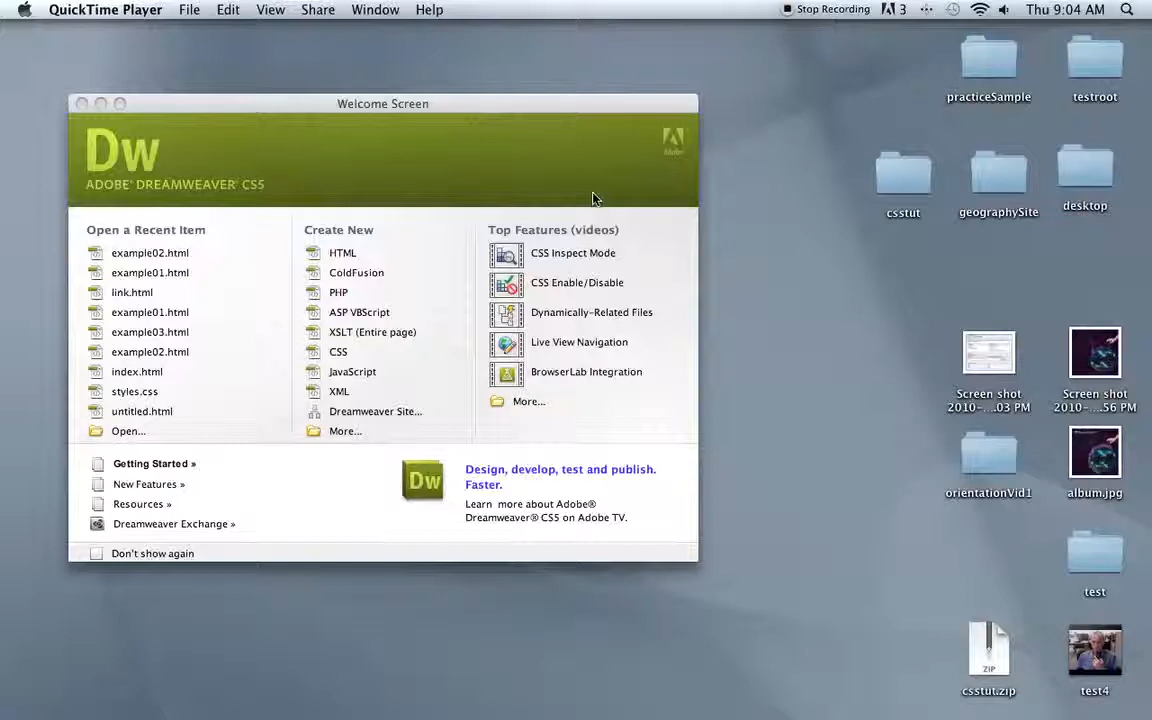 QuickTime Player File Edit View Share Window Help Stop Recording 3 Thu 9:04 AM
practiceSample testroot
csstut geographySite desktop
Screen shot 2010-....03 PM
Screen shot 2010-....56 PM
orientationVid1 album.jpg
test
ZIP
csstut.zip test4
Welcome Screen
Dw
ADOBE® DREAMWEAVER® CS5
Adobe
Open a Recent Item
example02.html
example01.html
link.html
example01.html
example03.html
example02.html
index.html
styles.css
untitled.html
Open...
Create New
HTML
ColdFusion
PHP
ASP VBScript
XSLT (Entire page)
CSS
JavaScript
XML
Dreamweaver Site...
More...
Top Features (videos)
CSS Inspect Mode
CSS Enable/Disable
Dynamically-Related Files
Live View Navigation
BrowserLab Integration
More...
Getting Started »
New Features »
Resources »
Dreamweaver Exchange »
Dw
Design, develop, test and publish.
Faster.
Learn more about Adobe®
Dreamweaver® CS5 on Adobe TV.
Don't show again